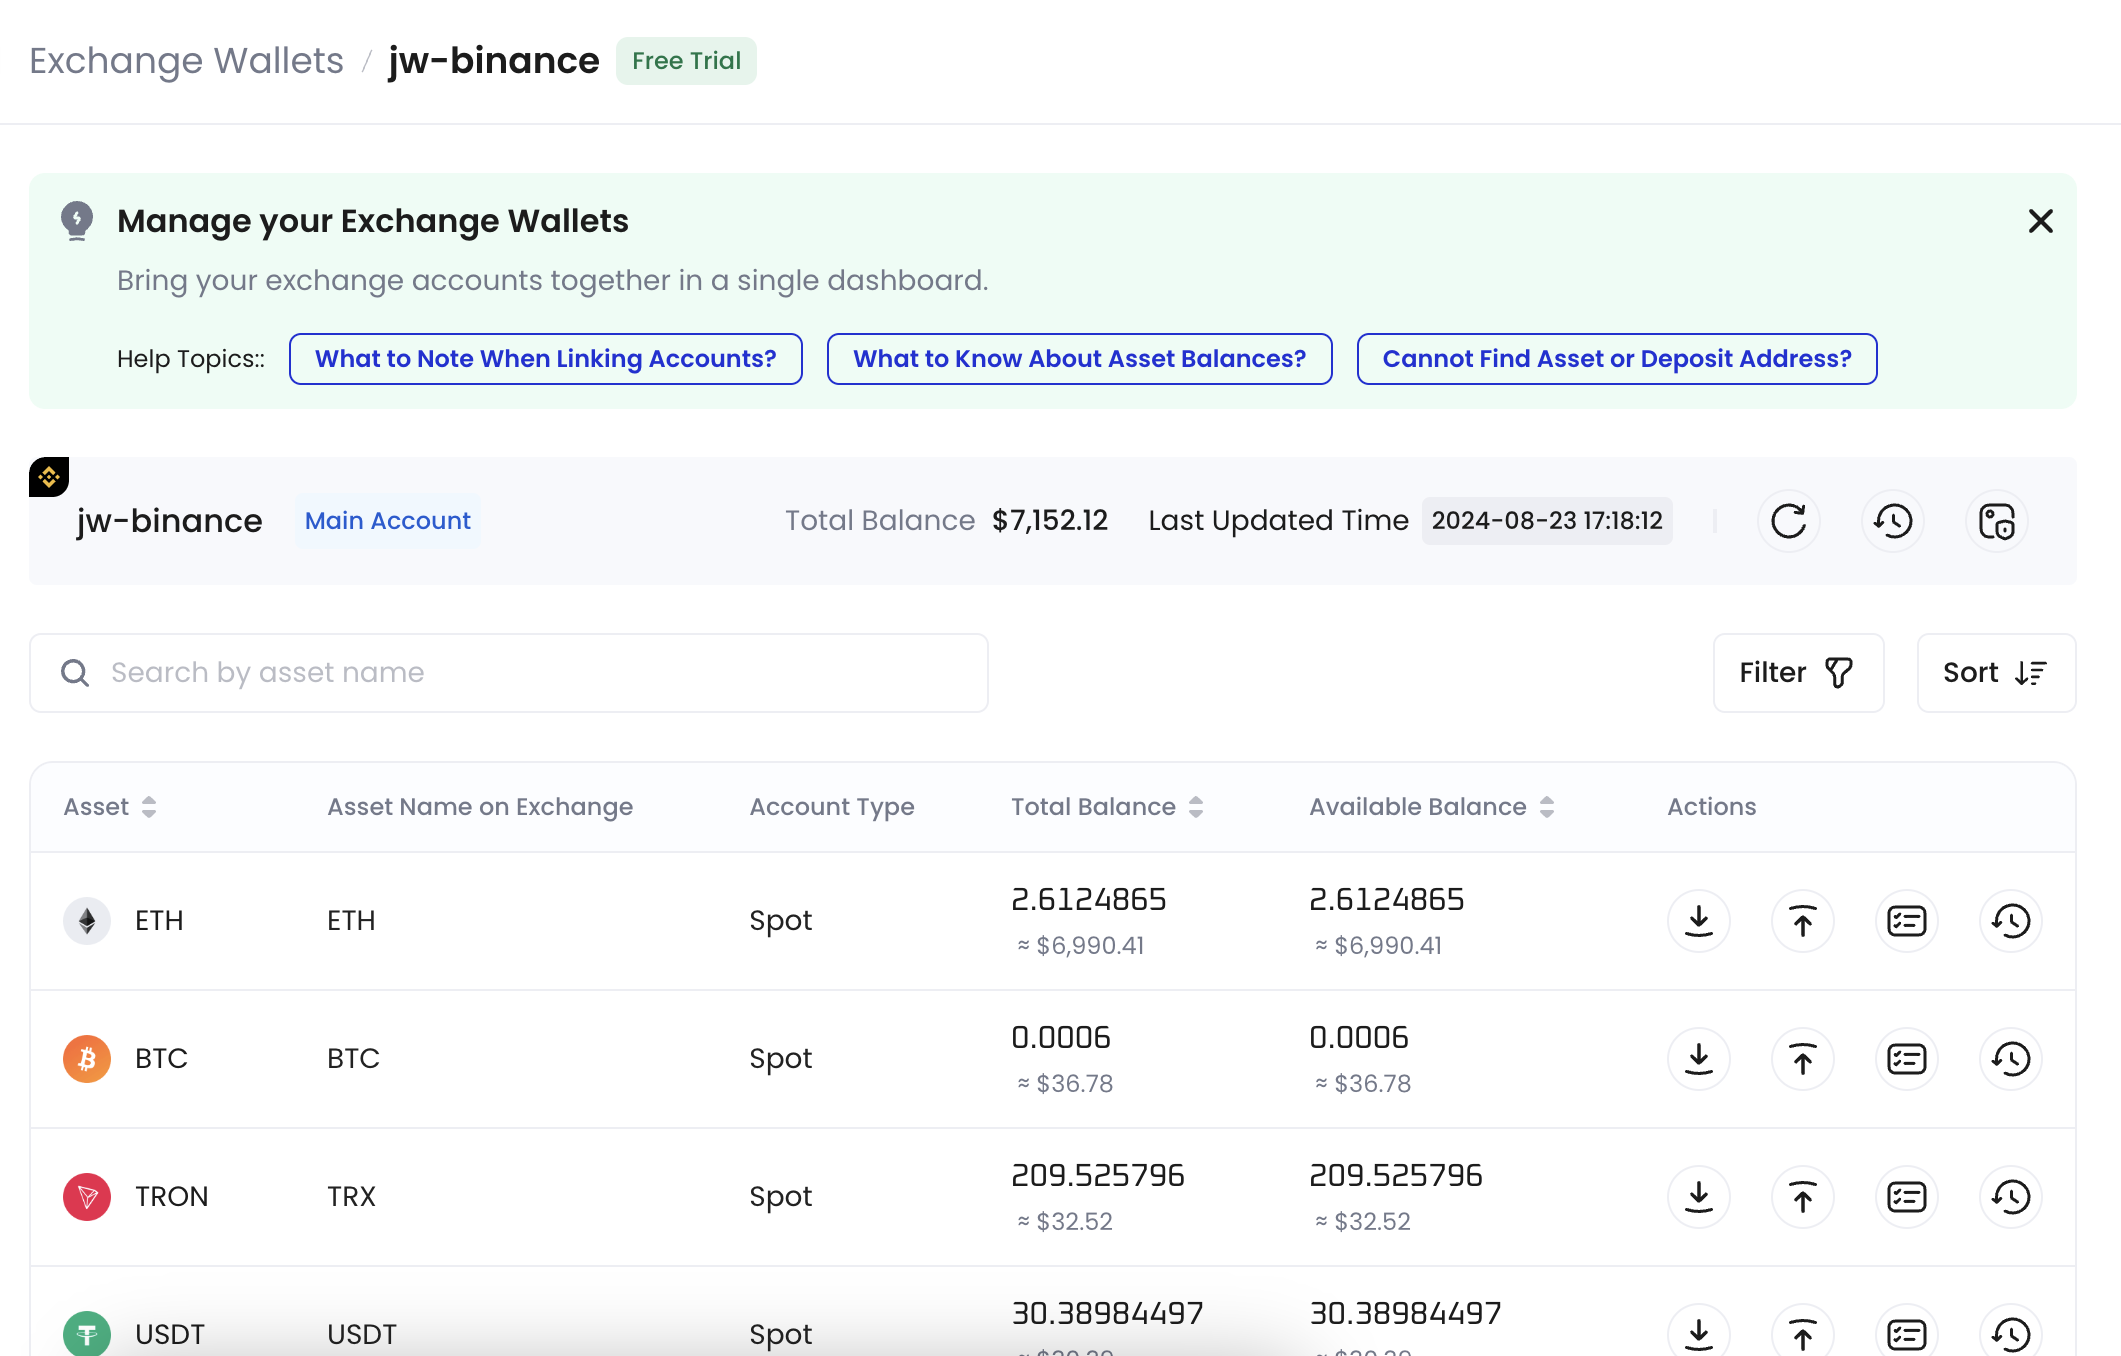 Exchange Wallets / jw-binance Free Trial
Manage your Exchange Wallets
Bring your exchange accounts together in a single dashboard.
Help Topics:: What to Note When Linking Accounts? What to Know About Asset Balances? Cannot Find Asset or Deposit Address?
jw-binance Main Account Total Balance $7,152.12 Last Updated Time 2024-08-23 17:18:12
Search by asset name Filter Sort
Asset Asset Name on Exchange Account Type Total Balance Available Balance Actions
ETH ETH Spot 2.6124865 2.6124865
≈ $6,990.41 ≈ $6,990.41
BTC BTC Spot 0.0006 0.0006
≈ $36.78 ≈ $36.78
TRON TRX Spot 209.525796 209.525796
≈ $32.52 ≈ $32.52
USDT USDT Spot 30.38984497 30.38984497